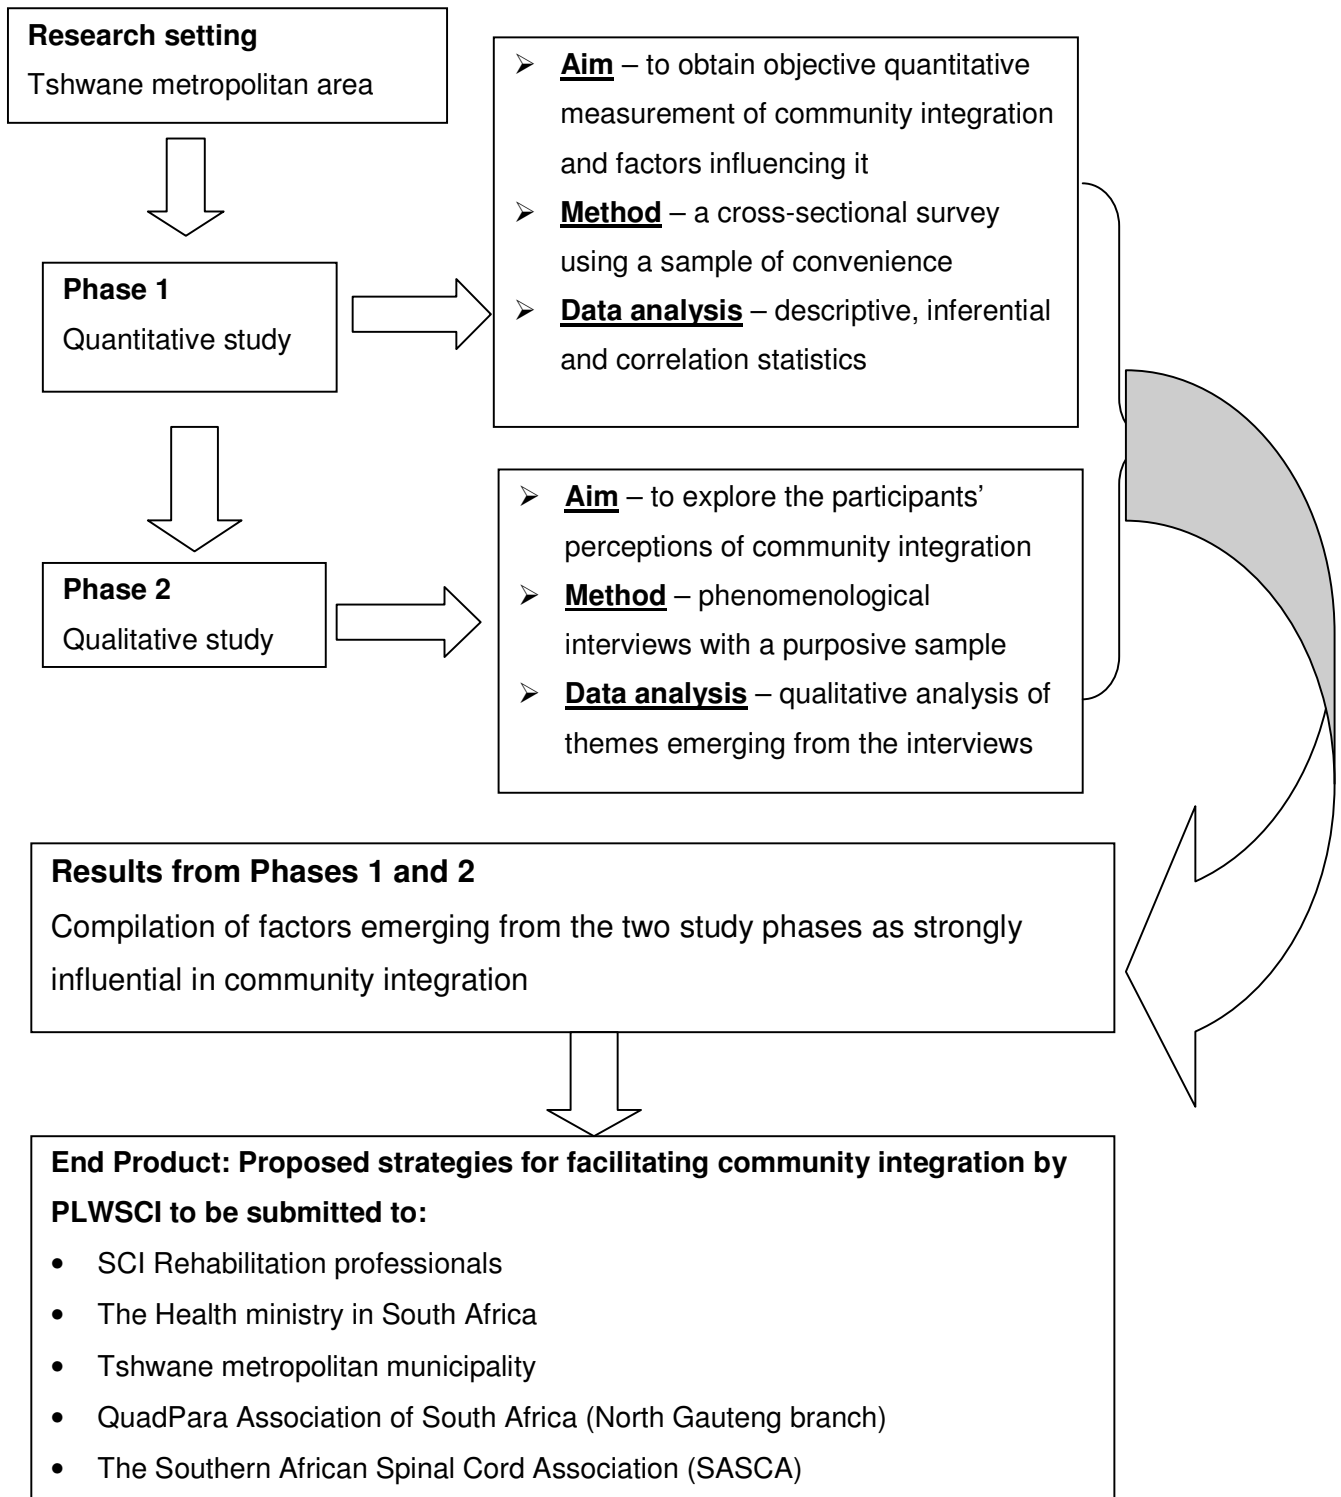 Research setting
Tshwane metropolitan area
➢ Aim – to obtain objective quantitative
measurement of community integration
and factors influencing it
➢ Method – a cross-sectional survey
using a sample of convenience
➢ Data analysis – descriptive, inferential
and correlation statistics
Phase 1
Quantitative study
➢ Aim – to explore the participants’
perceptions of community integration
➢ Method – phenomenological
interviews with a purposive sample
➢ Data analysis – qualitative analysis of
themes emerging from the interviews
Phase 2
Qualitative study
Results from Phases 1 and 2
Compilation of factors emerging from the two study phases as strongly
influential in community integration
End Product: Proposed strategies for facilitating community integration by
PLWSCI to be submitted to:
• SCI Rehabilitation professionals
• The Health ministry in South Africa
• Tshwane metropolitan municipality
• QuadPara Association of South Africa (North Gauteng branch)
• The Southern African Spinal Cord Association (SASCA)